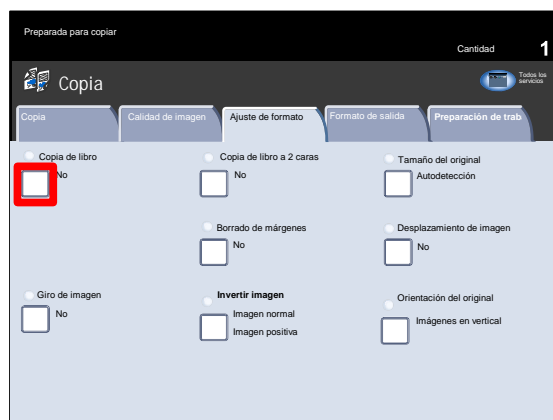 Preparada para copiar
Cantidad 1
Copia
Todos los
servicios
Copia
Calidad de imagen
Ajuste de formato
Formato de salida
Preparación de trab
Copia de libro
No
Copia de libro a 2 caras
No
Tamaño del original
Autodetección
Borrado de márgenes
No
Desplazamiento de imagen
No
Giro de imagen
No
Invertir imagen
Imagen normal
Imagen positiva
Orientación del original
Imágenes en vertical